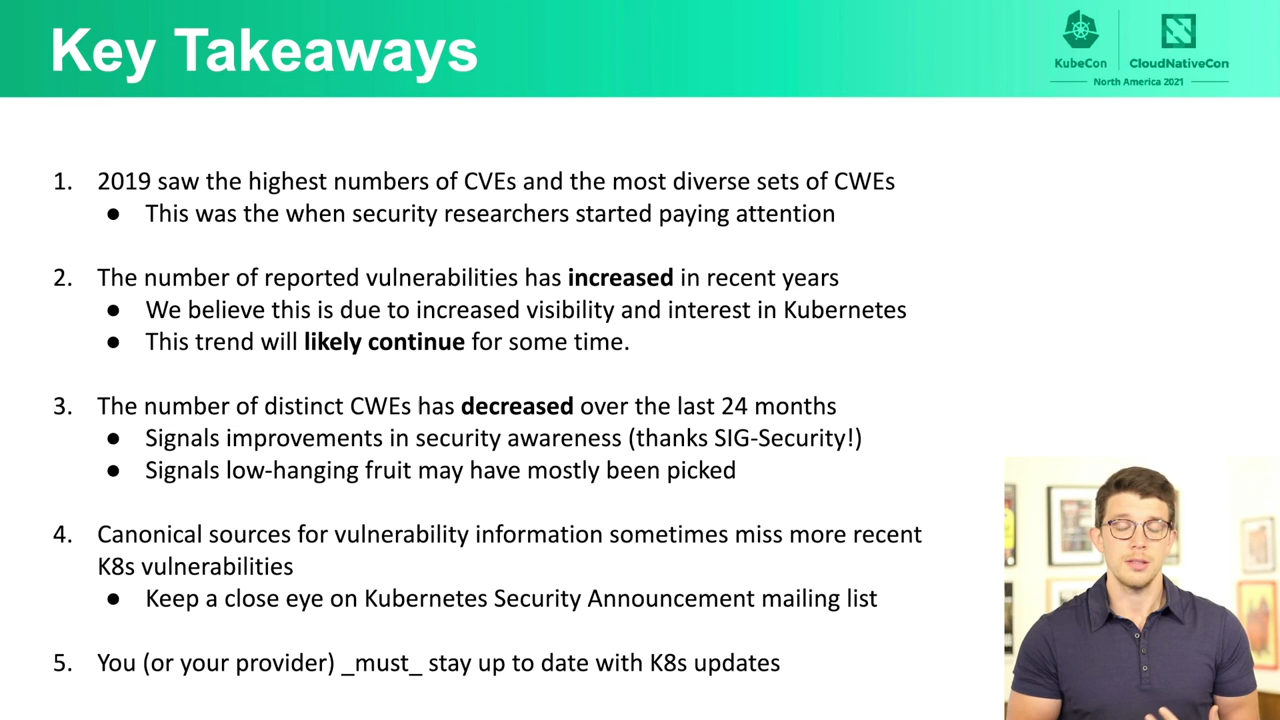 Key Takeaways
KubeCon
CloudNativeCon
North America 2021
1. 2019 saw the highest numbers of CVEs and the most diverse sets of CWEs
● This was the when security researchers started paying attention
2. The number of reported vulnerabilities has increased in recent years
● We believe this is due to increased visibility and interest in Kubernetes
● This trend will likely continue for some time.
3. The number of distinct CWEs has decreased over the last 24 months
● Signals improvements in security awareness (thanks SIG-Security!)
● Signals low-hanging fruit may have mostly been picked
4. Canonical sources for vulnerability information sometimes miss more recent
K8s vulnerabilities
● Keep a close eye on Kubernetes Security Announcement mailing list
5. You (or your provider) _must_ stay up to date with K8s updates